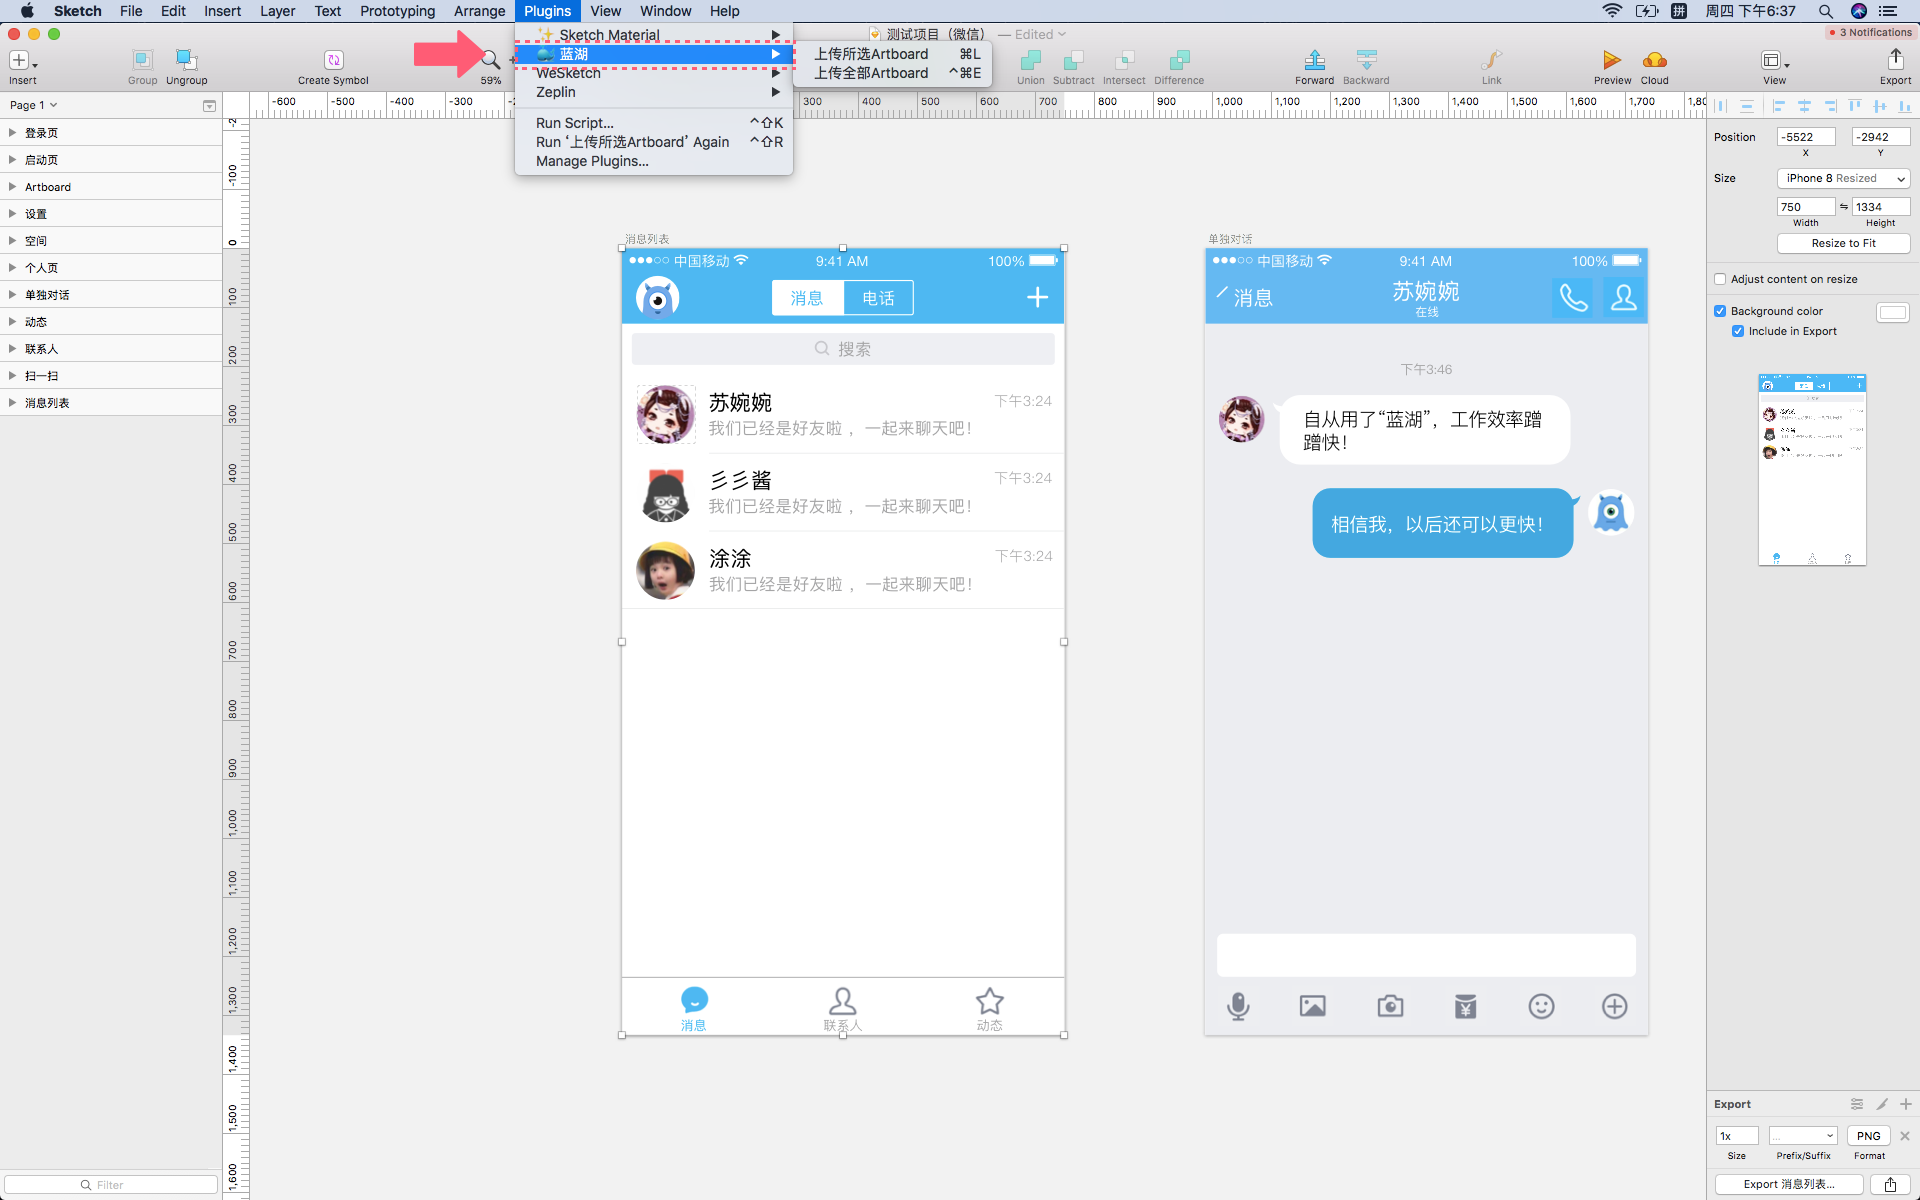 Sketch File Edit Insert Layer Text Prototyping Arrange Plugins View Window Help
拼 周四 下午6:37
测试项目（微信） — Edited
3 Notifications
Sketch Material
蓝湖
WeSketch
Zeplin
Run Script... ^⇧K
Run ‘上传所选Artboard’ Again ^⇧R
Manage Plugins...
上传所选Artboard ⌘L
上传全部Artboard ^⌘E
Insert
Group
Ungroup
Create Symbol
59%
Union
Subtract
Intersect
Difference
Forward
Backward
Link
Preview
Cloud
View
Export
Page 1
-600 -500 -400 -300 300 400 500 600 700 800 900 1,000 1,100 1,200 1,300 1,400 1,500 1,600 1,700
登录页
启动页
Artboard
设置
空间
个人页
单独对话
动态
联系人
扫一扫
消息列表
Filter
-100
0
100
200
300
400
500
600
700
800
900
1,000
1,100
1,200
1,300
1,400
1,500
1,600
消息列表
中国移动 9:41 AM 100%
消息 电话
搜索
苏婉婉 下午3:24
我们已经是好友啦 ，一起来聊天吧！
彡彡酱 下午3:24
我们已经是好友啦 ，一起来聊天吧！
涂涂 下午3:24
我们已经是好友啦 ，一起来聊天吧！
消息 联系人 动态
单独对话
中国移动 9:41 AM 100%
消息 苏婉婉
在线
下午3:46
自从用了“蓝湖”，工作效率蹭
蹭快！
相信我，以后还可以更快！
Position -5522 -2942
X Y
Size iPhone 8 Resized
750 1334
Width Height
Resize to Fit
Adjust content on resize
Background color
Include in Export
Export
1x ... PNG
Size Prefix/Suffix Format
Export 消息列表...